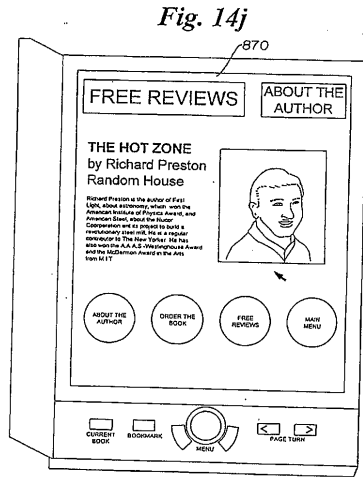 Fig. 14j
870
FREE REVIEWS
ABOUT THE
AUTHOR
THE HOT ZONE
by Richard Preston
Random House
Richard Preston is the author of First
Light, about astronomy, which won the
American Institute of Physics Award, and
American Steel, about the Nucor
Corporation and its project to build a
revolutionary steel mill. He is a regular
contributor to The New Yorker. He has
also won the A.A.A.S.-Westinghouse Award
and the McDermon Award in the Arts
from M I T
ABOUT THE
AUTHOR
ORDER THE
BOOK
FREE
REVIEWS
MAIN
MENU
CURRENT
BOOK
BOOKMARK
MENU
< >
PAGE TURN